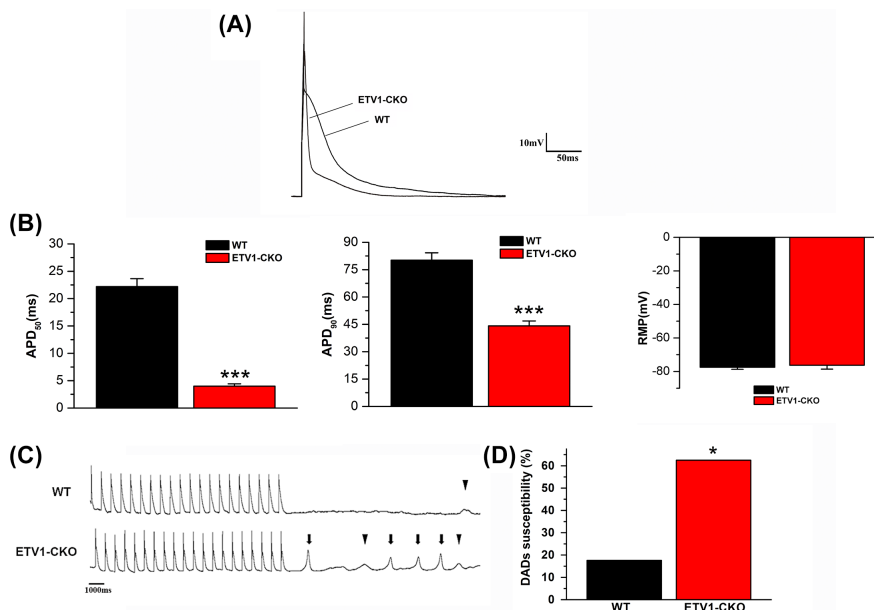 (A)
ETV1-CKO
WT
10mV
50ms
(B)
30
25
20
15
10
5
0
APD50(ms)
WT
ETV1-CKO
***
90
75
60
45
30
15
0
APD90(ms)
WT
ETV1-CKO
***
0
-20
-40
-60
-80
RMP(mV)
WT
ETV1-CKO
(C)
WT
ETV1-CKO
1000ms
(D)
60
50
40
30
20
10
0
DADs susceptibility (%)
*
WT ETV1-CKO